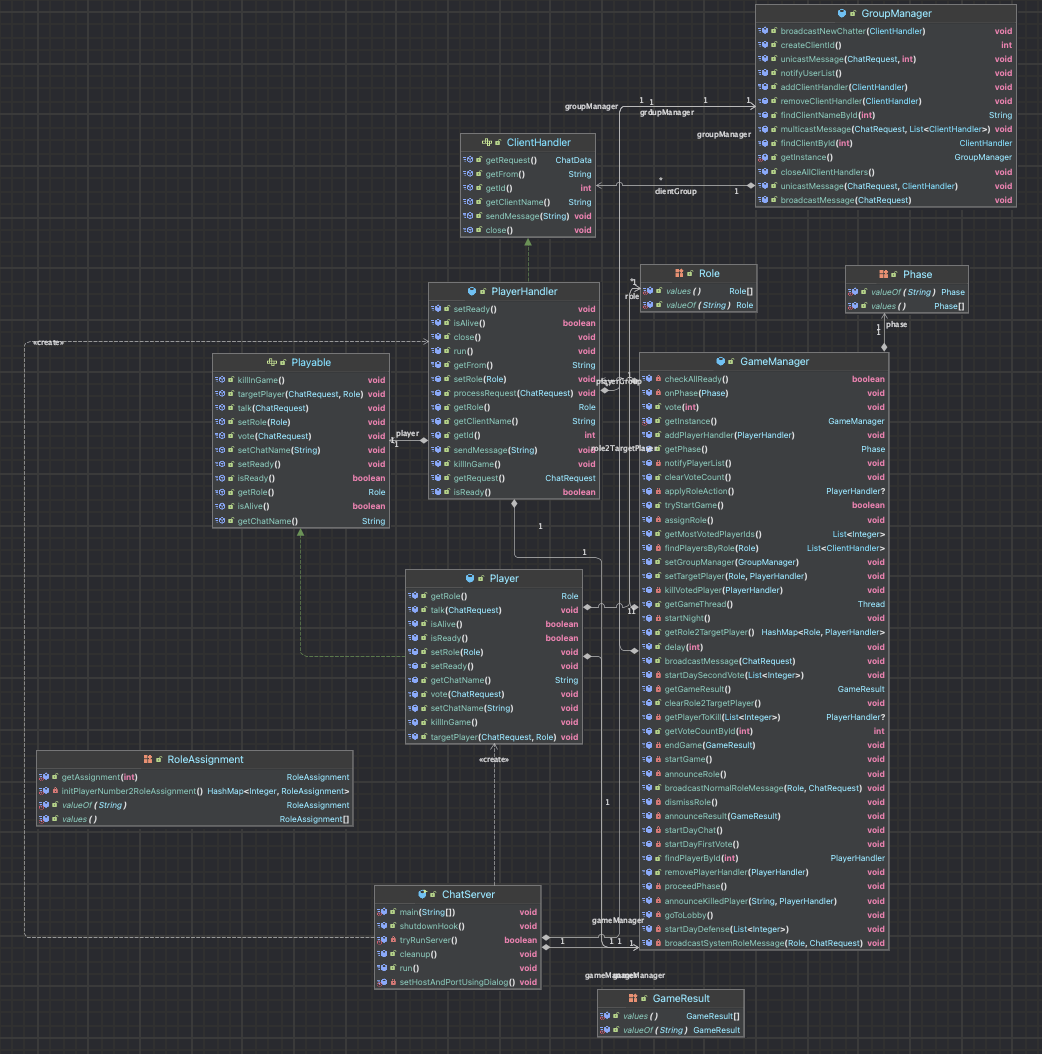 GroupManager
broadcastNewChatter(ClientHandler) void
createClientId() int
unicastMessage(ChatRequest, int) void
notifyUserList() void
addClientHandler(ClientHandler) void
removeClientHandler(ClientHandler) void
findClientNameById(int) String
multicastMessage(ChatRequest, List<ClientHandler>) void
findClientById(int) ClientHandler
getInstance() GroupManager
closeAllClientHandlers() void
unicastMessage(ChatRequest, ClientHandler) void
broadcastMessage(ChatRequest) void
groupManager
1 1 1 1
groupManager
groupManager
ClientHandler
getRequest() ChatData
getFrom() String
getId() int
getClientName() String
sendMessage(String) void
close() void
*
clientGroup 1
Role
values () Role[]
valueOf (String) Role
Phase
valueOf (String) Phase
values () Phase[]
1
1
phase
role
PlayerHandler
setReady() void
isAlive() boolean
close() void
run() void
getFrom() String
setRole(Role) void
processRequest(ChatRequest) void
getRole() Role
getClientName() String
getId() int
sendMessage(String) void
killInGame() void
getRequest() ChatRequest
isReady() boolean
«create»
Playable
killInGame() void
targetPlayer(ChatRequest, Role) void
talk(ChatRequest) void
setRole(Role) void
vote(ChatRequest) void
setChatName(String) void
setReady() void
isReady() boolean
getRole() Role
isAlive() boolean
getChatName() String
player
1
playerGroup
GameManager
checkAllReady() boolean
onPhase(Phase) void
vote(int) void
getInstance() GameManager
addPlayerHandler(PlayerHandler) void
getPhase() Phase
notifyPlayerList() void
clearVoteCount() void
applyRoleAction() PlayerHandler?
tryStartGame() boolean
assignRole() void
getMostVotedPlayerIds() List<Integer>
findPlayersByRole(Role) List<ClientHandler>
setGroupManager(GroupManager) void
setTargetPlayer(Role, PlayerHandler) void
killVotedPlayer(PlayerHandler) void
getGameThread() Thread
startNight() void
getRole2TargetPlayer() HashMap<Role, PlayerHandler>
delay(int) void
broadcastMessage(ChatRequest) void
startDaySecondVote(List<Integer>) void
getGameResult() GameResult
clearRole2TargetPlayer() void
getPlayerToKill(List<Integer>) PlayerHandler?
getVoteCountById(int) int
endGame(GameResult) void
startGame() void
announceRole() void
broadcastNormalRoleMessage(Role, ChatRequest) void
dismissRole() void
announceResult(GameResult) void
startDayChat() void
startDayFirstVote() void
findPlayerById(int) PlayerHandler
removePlayerHandler(PlayerHandler) void
proceedPhase() void
announceKilledPlayer(String, PlayerHandler) void
goToLobby() void
startDayDefense(List<Integer>) void
broadcastSystemRoleMessage(Role, ChatRequest) void
1
1
Player
getRole() Role
talk(ChatRequest) void
isAlive() boolean
isReady() boolean
setRole(Role) void
setReady() void
getChatName() String
vote(ChatRequest) void
setChatName(String) void
killInGame() void
targetPlayer(ChatRequest, Role) void
«create»
1
RoleAssignment
getAssignment(int) RoleAssignment
initPlayerNumber2RoleAssignment() HashMap<Integer, RoleAssignment>
valueOf (String) RoleAssignment
values () RoleAssignment[]
ChatServer
main(String[]) void
shutdownHook() void
tryRunServer() boolean
cleanup() void
run() void
setHostAndPortUsingDialog() void
gameManager
1 1 1 1
gameManager
GameResult
values () GameResult[]
valueOf (String) GameResult